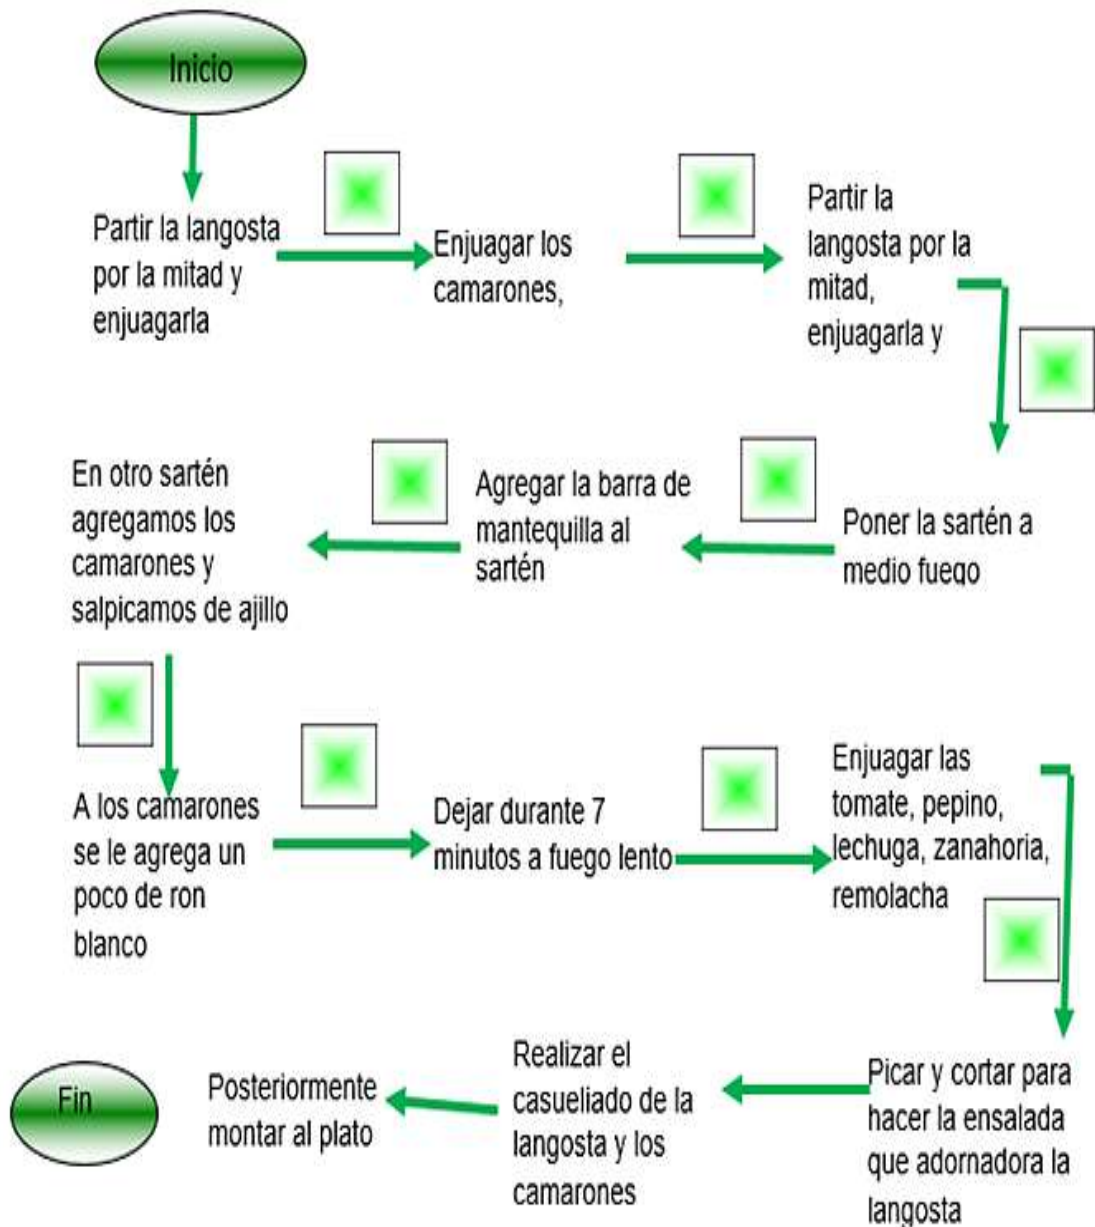 Inicio
Partir la langosta
por la mitad y
enjuagarla
Enjuagar los
camarones,
Partir la
langosta por la
mitad,
enjuagarla y
Poner la sartén a
medio fuego
Agregar la barra de
mantequilla al
sartén
En otro sartén
agregamos los
camarones y
salpicamos de ajillo
A los camarones
se le agrega un
poco de ron
blanco
Dejar durante 7
minutos a fuego lento
Enjuagar las
tomate, pepino,
lechuga, zanahoria,
remolacha
Picar y cortar para
hacer la ensalada
que adornadora la
langosta
Realizar el
casueliado de la
langosta y los
camarones
Posteriormente
montar al plato
Fin